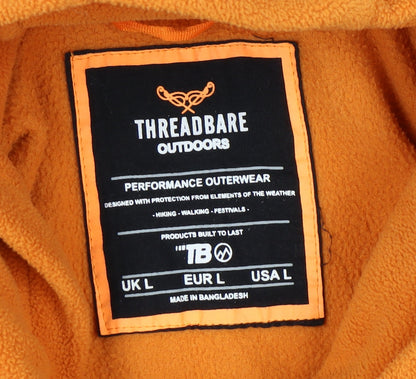 THREADBARE
OUTDOORS
PERFORMANCE OUTERWEAR
DESIGNED WITH PROTECTION FROM ELEMENTS OF THE WEATHER
- HIKING - WALKING - FESTIVALS -
PRODUCTS BUILT TO LAST
TB
UK L EUR L USA L
MADE IN BANGLADESH